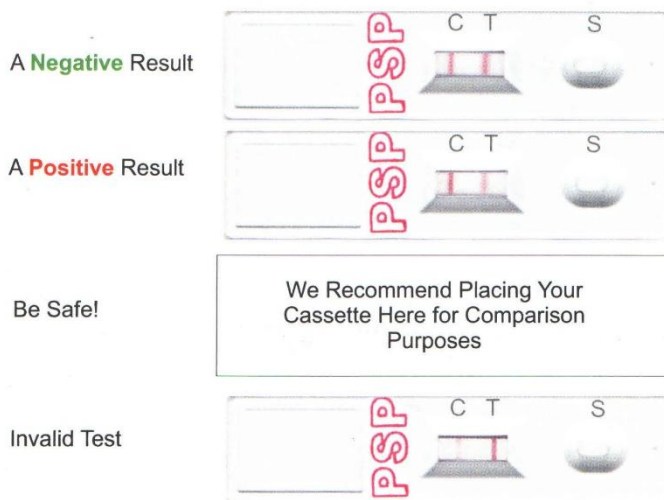 C T S
A Negative Result
PSP
C T S
A Positive Result
PSP
Be Safe!
We Recommend Placing Your
Cassette Here for Comparison
Purposes
C T S
Invalid Test
PSP